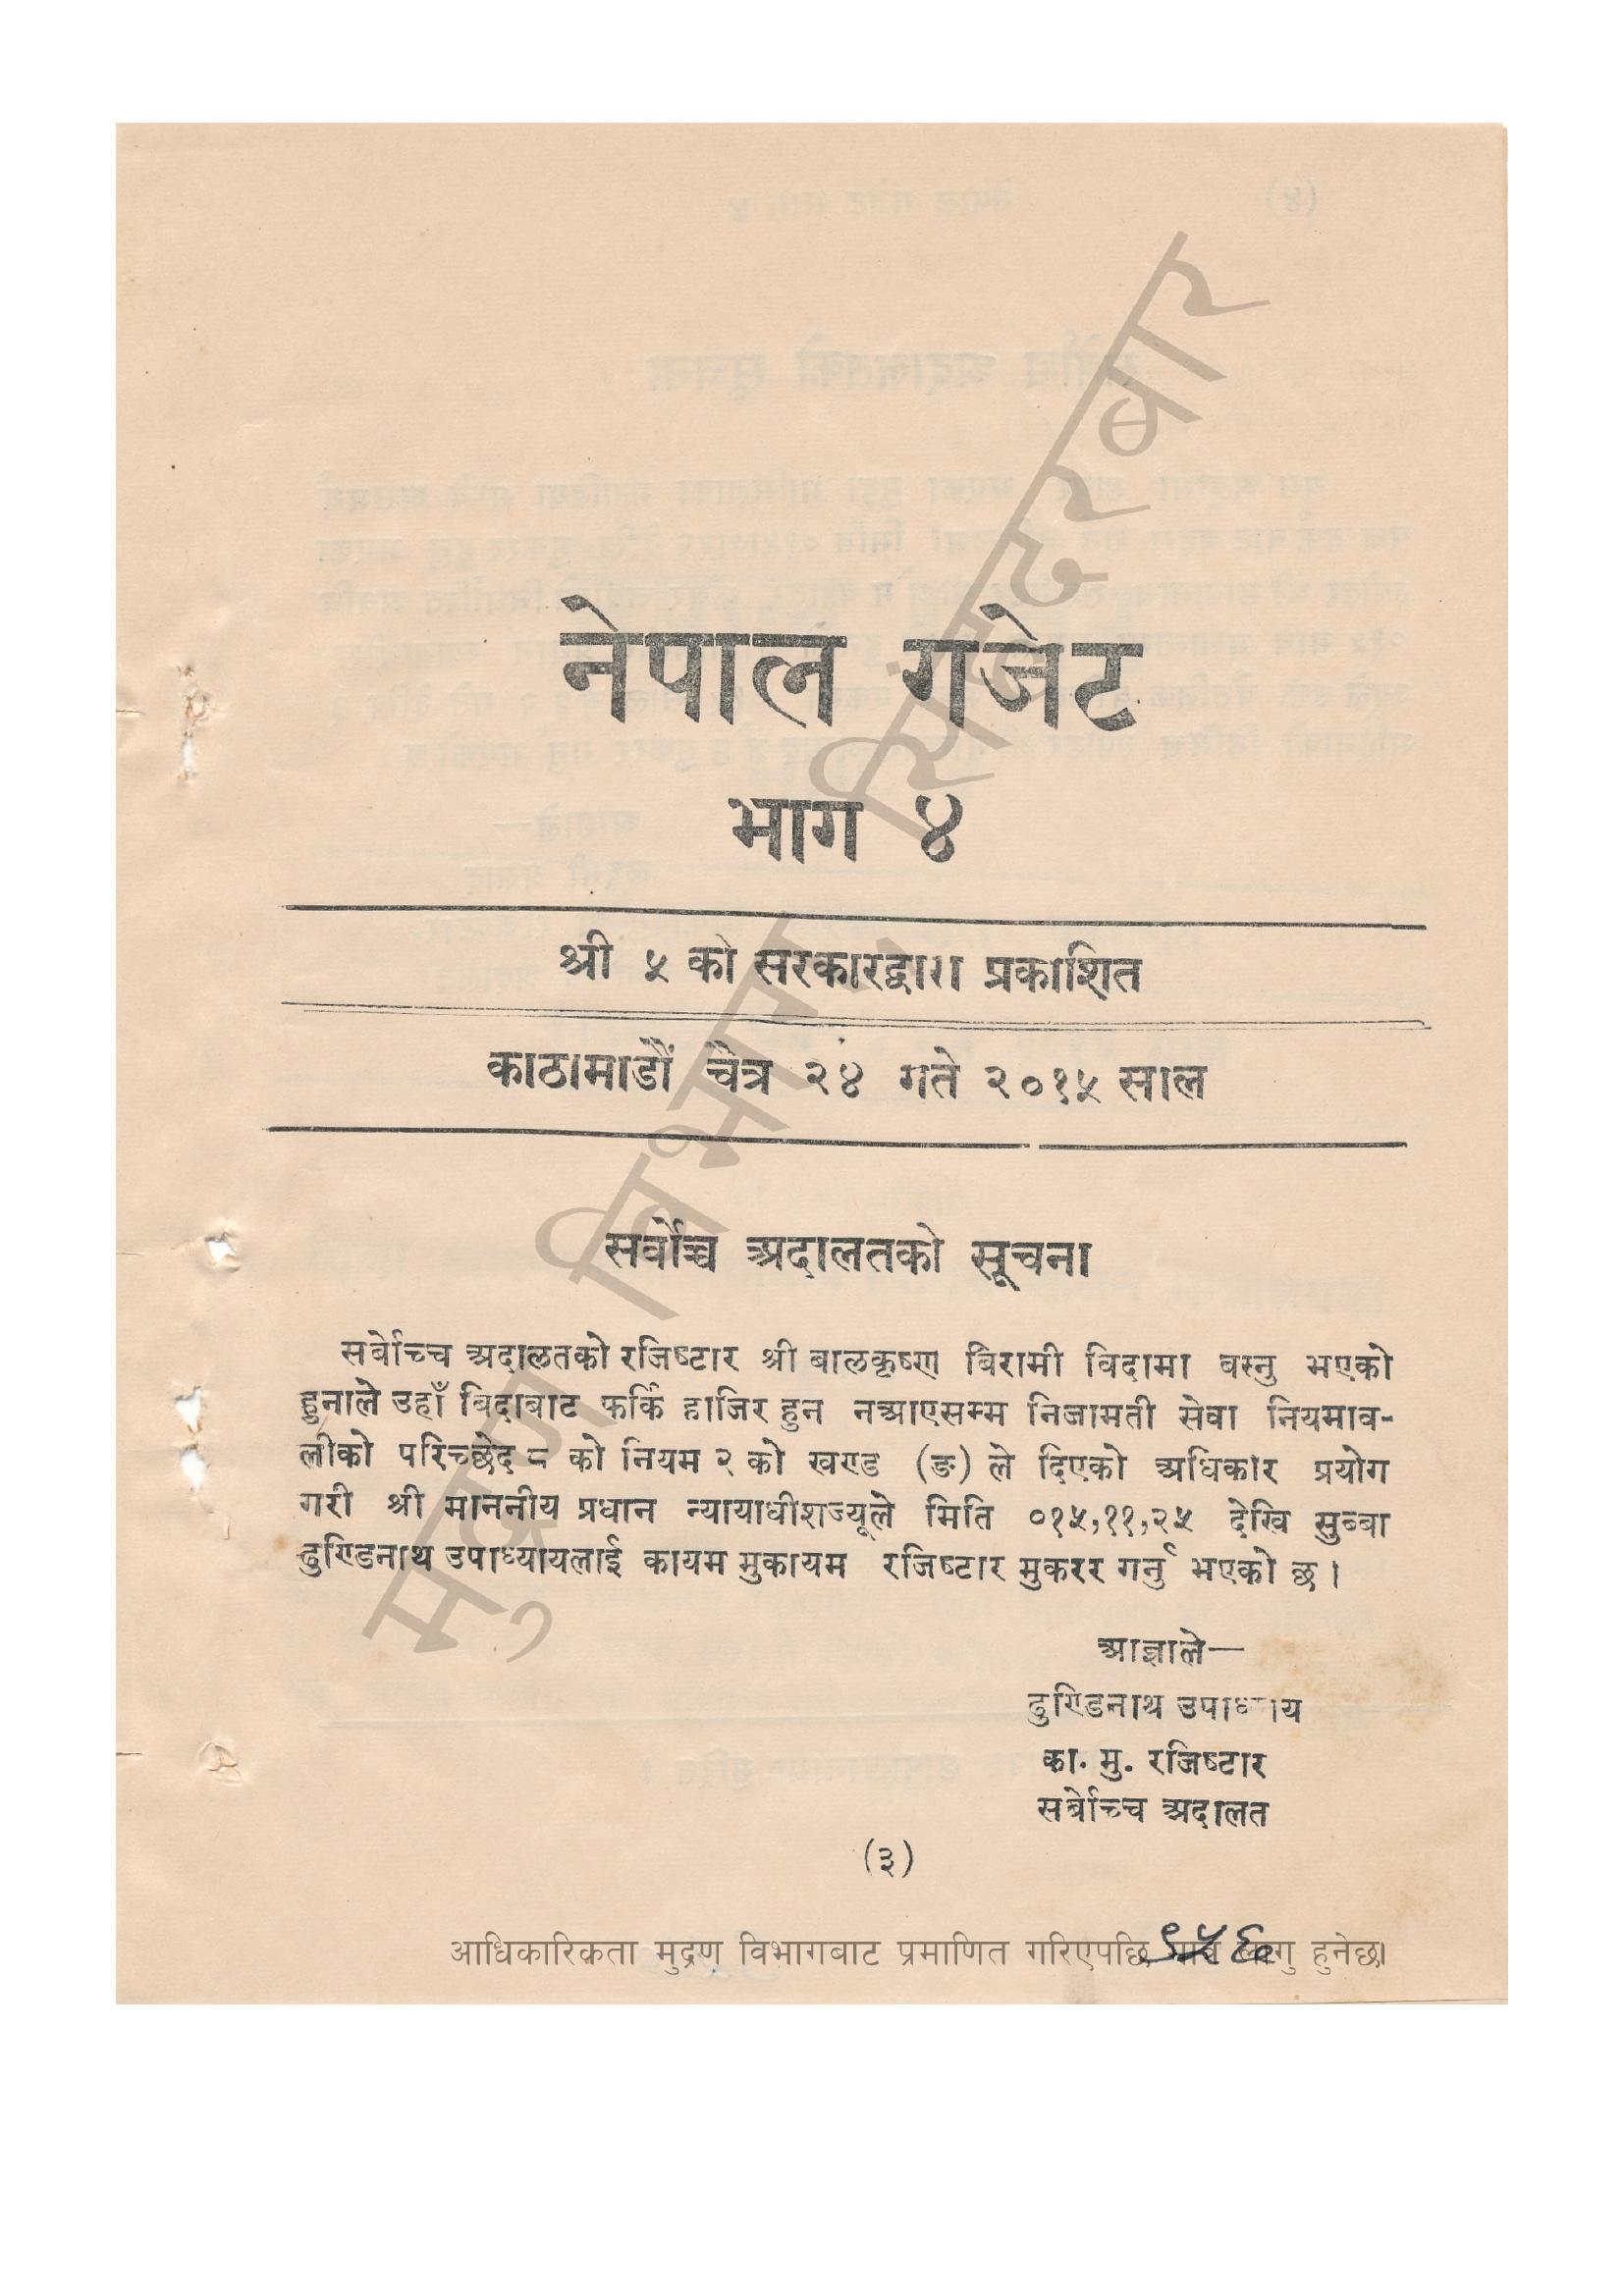 नेपाल गजेट
भाग ४
श्री ५ को सरकारद्वारा प्रकाशित
काठामाडौं चैत्र २४ गते २०१५ साल
सर्वोच्च अदालतको सूचना
सर्बोच्च अदालतको रजिष्टार श्री बालकृष्ण बिरामी विदामा बस्नु भएको
हुनाले उहाँ बिदाबाट फर्कि हाजिर हुन नआएसम्म निजामती सेवा नियमाव-
लीको परिच्छेद ८ को नियम २ को खण्ड (ङ) ले दिएको अधिकार प्रयोग
गरी श्री माननीय प्रधान न्यायाधीशज्यूले मिति ०१५,११,२५ देखि सुब्बा
ढुण्डिनाथ उपाध्यायलाई कायम मुकायम रजिष्टार मुकरर गर्नु भएको छ ।
आज्ञाले—
ढुण्डिनाथ उपाध्याय
का. मु. रजिष्टार
सर्बोच्च अदालत
(३)
आधिकारिकता मुद्रण विभागबाट प्रमाणित गरिएपछि मात्र लागु हुनेछ।
मुद्रण विभाग, सिंहदरबार